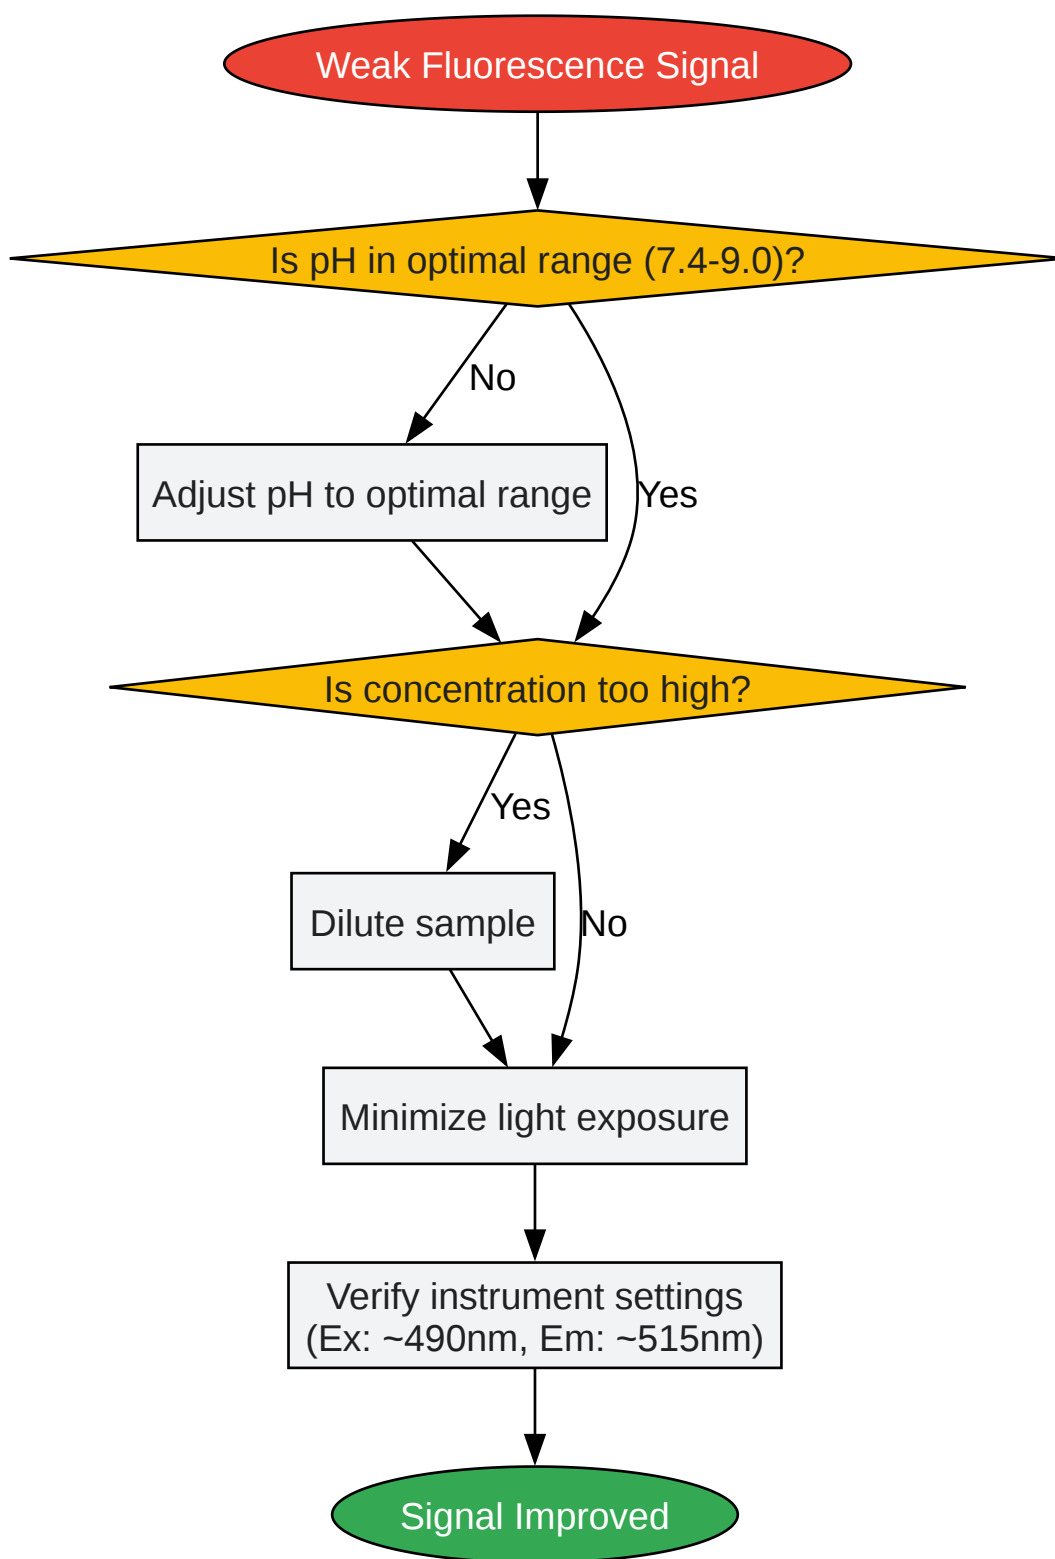 Weak Fluorescence Signal
Is pH in optimal range (7.4-9.0)?
No
Adjust pH to optimal range
Yes
Is concentration too high?
Yes
Dilute sample
No
Minimize light exposure
Verify instrument settings
(Ex: ~490nm, Em: ~515nm)
Signal Improved